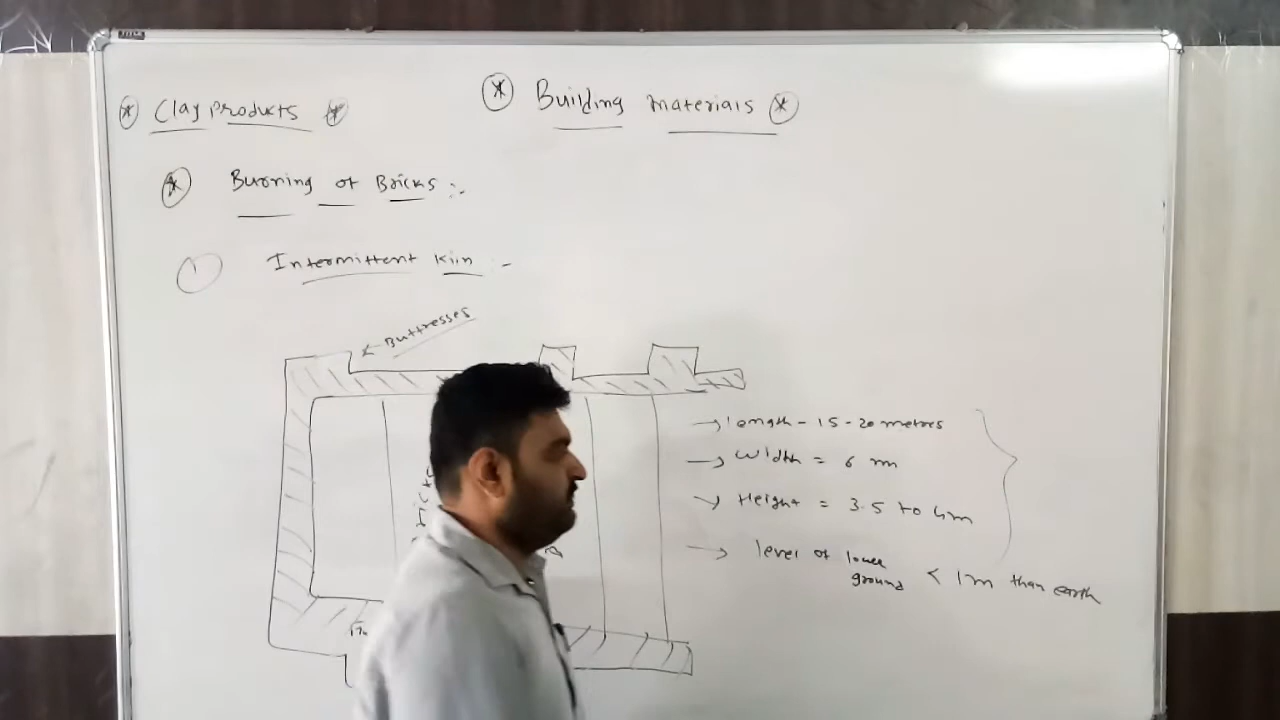 * Building materials *
* Clay products *
* Burning of Bricks :-
1 Intermittent kiln -
← Buttresses
→ length - 15-20 metres
→ Width = 6 m
→ Height = 3.5 to 4m
→ level of lower ground < 1m than earth